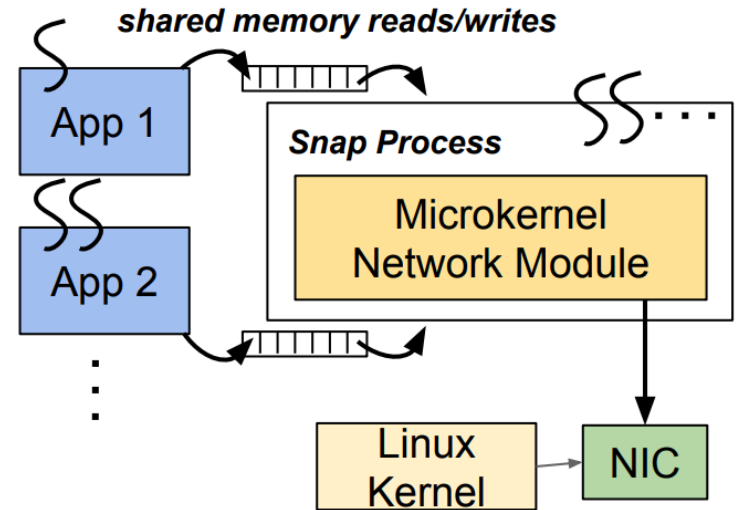 shared memory reads/writes
App 1
Snap Process
Microkernel
Network Module
App 2
Linux
Kernel
NIC